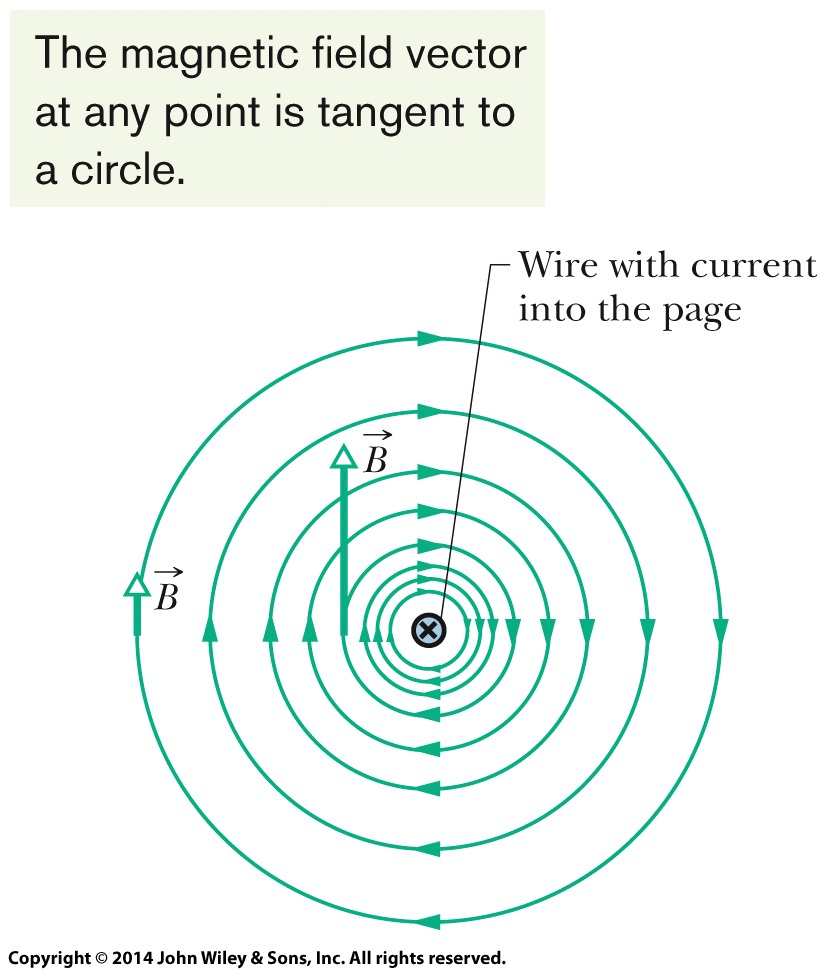 The magnetic field vector
at any point is tangent to
a circle.
Wire with current
into the page
B
B
Copyright © 2014 John Wiley & Sons, Inc. All rights reserved.